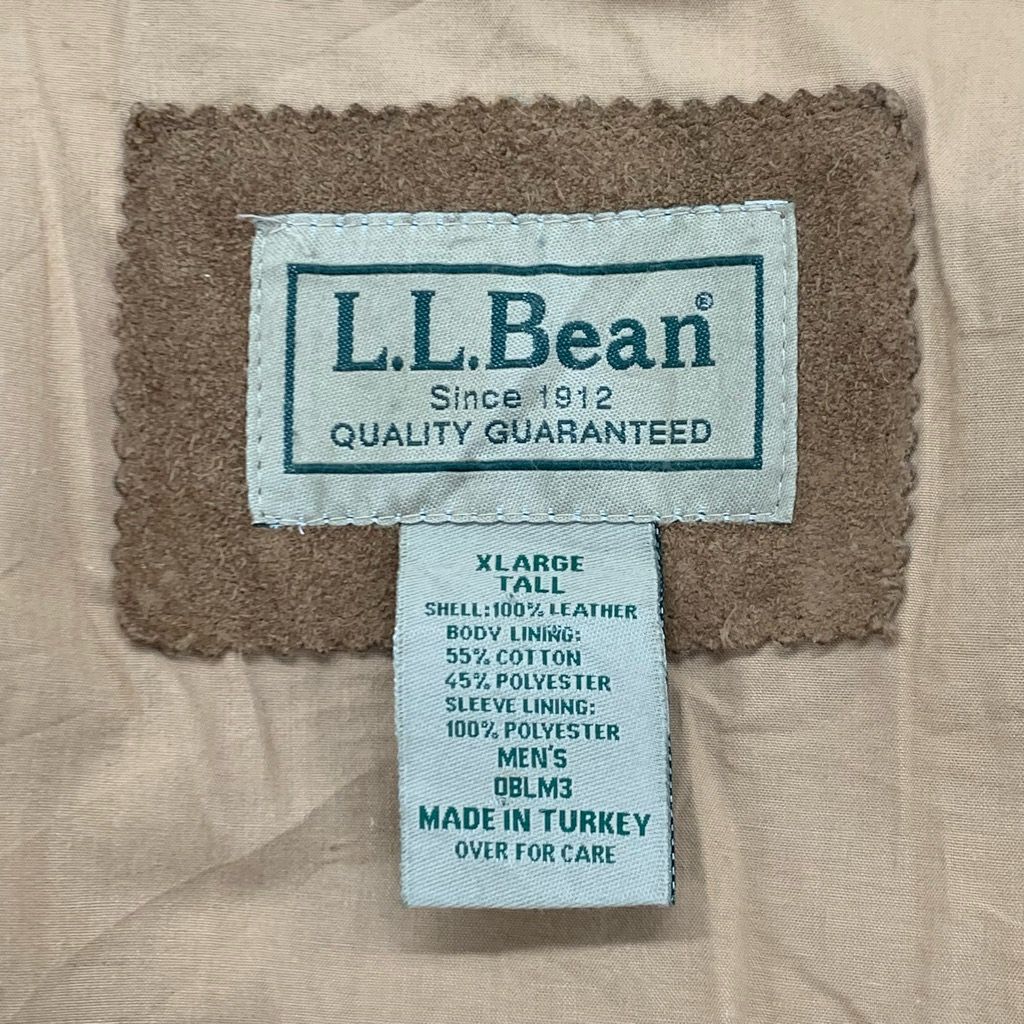 L.L.Bean®
Since 1912
QUALITY GUARANTEED
XLARGE
TALL
SHELL:100% LEATHER
BODY LINING:
55% COTTON
45% POLYESTER
SLEEVE LINING:
100% POLYESTER
MEN'S
0BLM3
MADE IN TURKEY
OVER FOR CARE